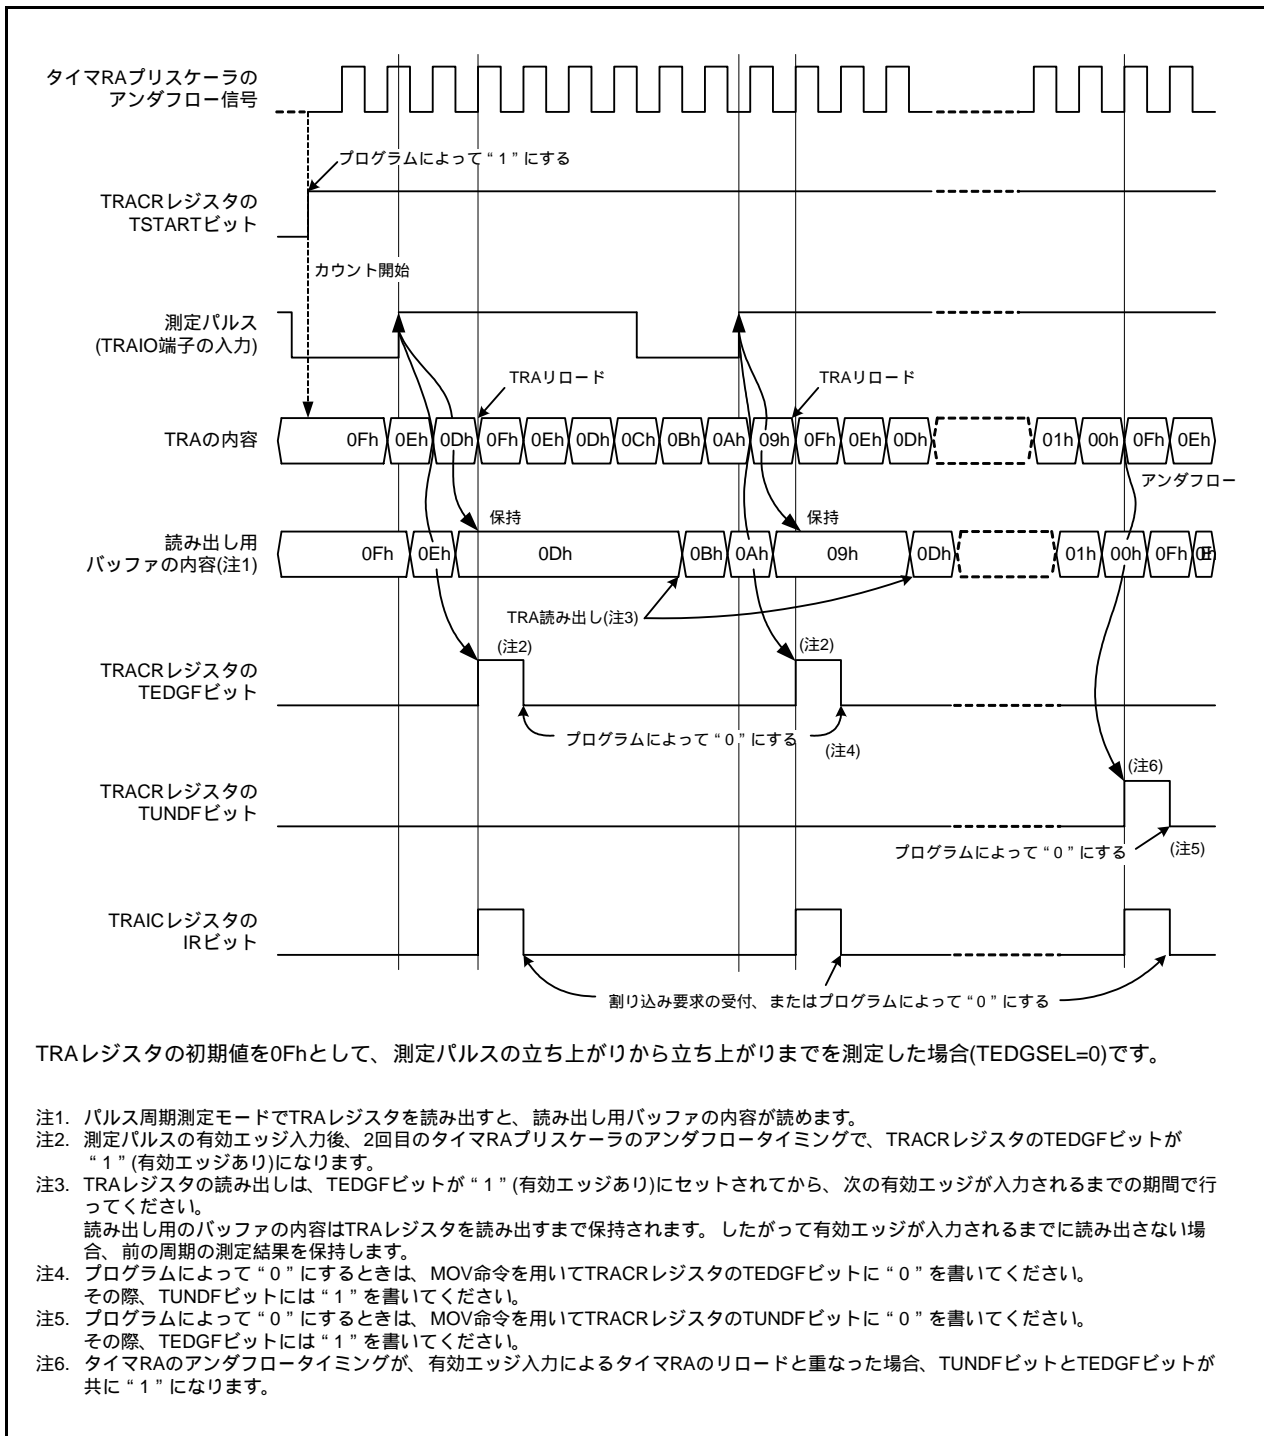 タイマRAプリスケーラの
アンダフロー信号
プログラムによって“1”にする
TRACRレジスタの
TSTARTビット
カウント開始
測定パルス
(TRAIO端子の入力)
TRAリロード
TRAリロード
TRAの内容
0Fh 0Eh 0Dh 0Fh 0Eh 0Dh 0Ch 0Bh 0Ah 09h 0Fh 0Eh 0Dh 01h 00h 0Fh 0Eh
アンダフロー
保持
保持
読み出し用
バッファの内容(注1)
0Fh 0Eh 0Dh 0Bh 0Ah 09h 0Dh 01h 00h 0Fh
TRA読み出し(注3)
(注2)
(注2)
TRACRレジスタの
TEDGFビット
プログラムによって“0”にする
(注4)
(注6)
TRACRレジスタの
TUNDFビット
プログラムによって“0”にする
(注5)
TRAICレジスタの
IRビット
割り込み要求の受付、またはプログラムによって“0”にする
TRAレジスタの初期値を0Fhとして、測定パルスの立ち上がりから立ち上がりまでを測定した場合(TEDGSEL=0)です。
注1. パルス周期測定モードでTRAレジスタを読み出すと、読み出し用バッファの内容が読めます。
注2. 測定パルスの有効エッジ入力後、2回目のタイマRAプリスケーラのアンダフロータイミングで、TRACRレジスタのTEDGFビットが
“1”(有効エッジあり)になります。
注3. TRAレジスタの読み出しは、TEDGFビットが“1”(有効エッジあり)にセットされてから、次の有効エッジが入力されるまでの期間で行
ってください。
読み出し用のバッファの内容はTRAレジスタを読み出すまで保持されます。したがって有効エッジが入力されるまでに読み出さない場
合、前の周期の測定結果を保持します。
注4. プログラムによって“0”にするときは、MOV命令を用いてTRACRレジスタのTEDGFビットに“0”を書いてください。
その際、TUNDFビットには“1”を書いてください。
注5. プログラムによって“0”にするときは、MOV命令を用いてTRACRレジスタのTUNDFビットに“0”を書いてください。
その際、TEDGFビットには“1”を書いてください。
注6. タイマRAのアンダフロータイミングが、有効エッジ入力によるタイマRAのリロードと重なった場合、TUNDFビットとTEDGFビットが
共に“1”になります。